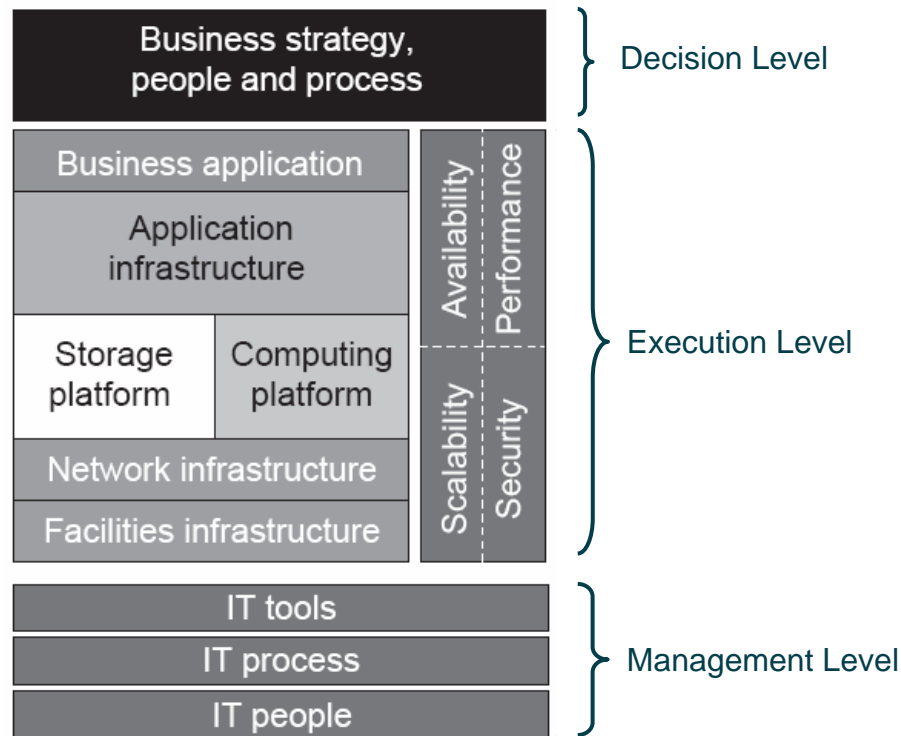 Business strategy,
people and process
Decision Level
Business application
Application
infrastructure
Storage
platform
Computing
platform
Network infrastructure
Facilities infrastructure
Availability
Performance
Scalability
Security
Execution Level
IT tools
IT process
IT people
Management Level